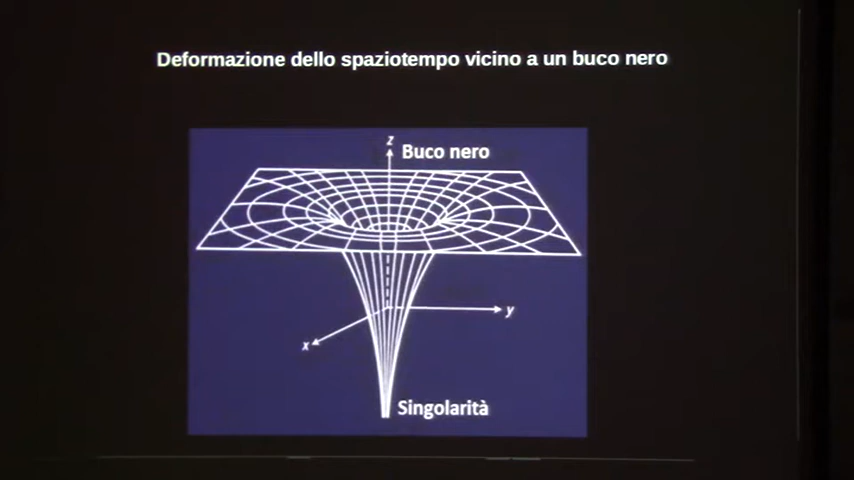 Deformazione dello spaziotempo vicino a un buco nero
z
Buco nero
y
x
Singolarità